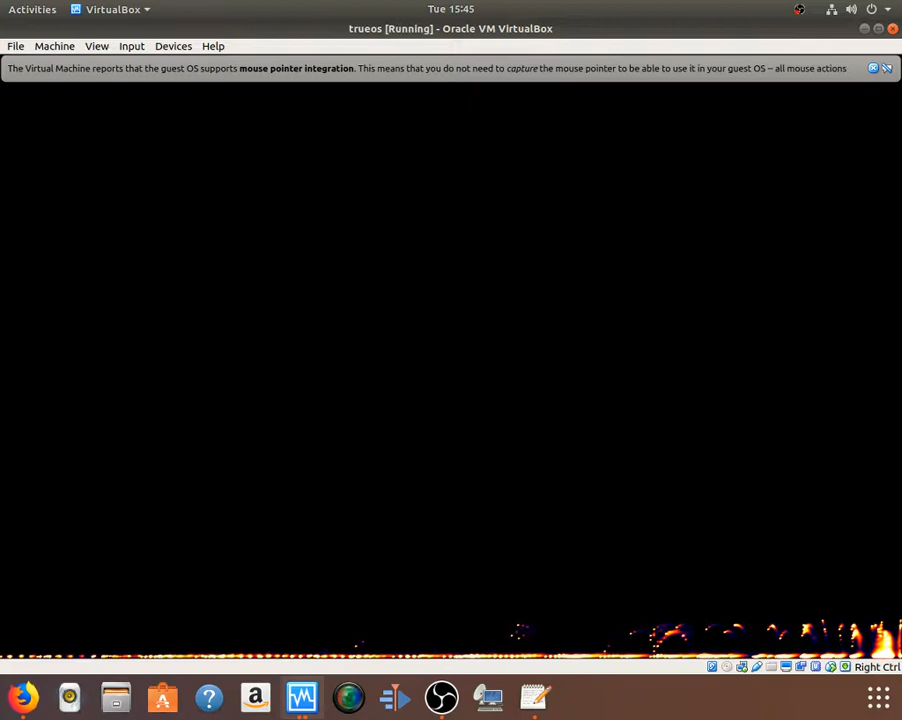 Activities VirtualBox Tue 15:45
trueos [Running] - Oracle VM VirtualBox
File Machine View Input Devices Help
The Virtual Machine reports that the guest OS supports mouse pointer integration. This means that you do not need to capture the mouse pointer to be able to use it in your guest OS – all mouse actions
Right Ctrl